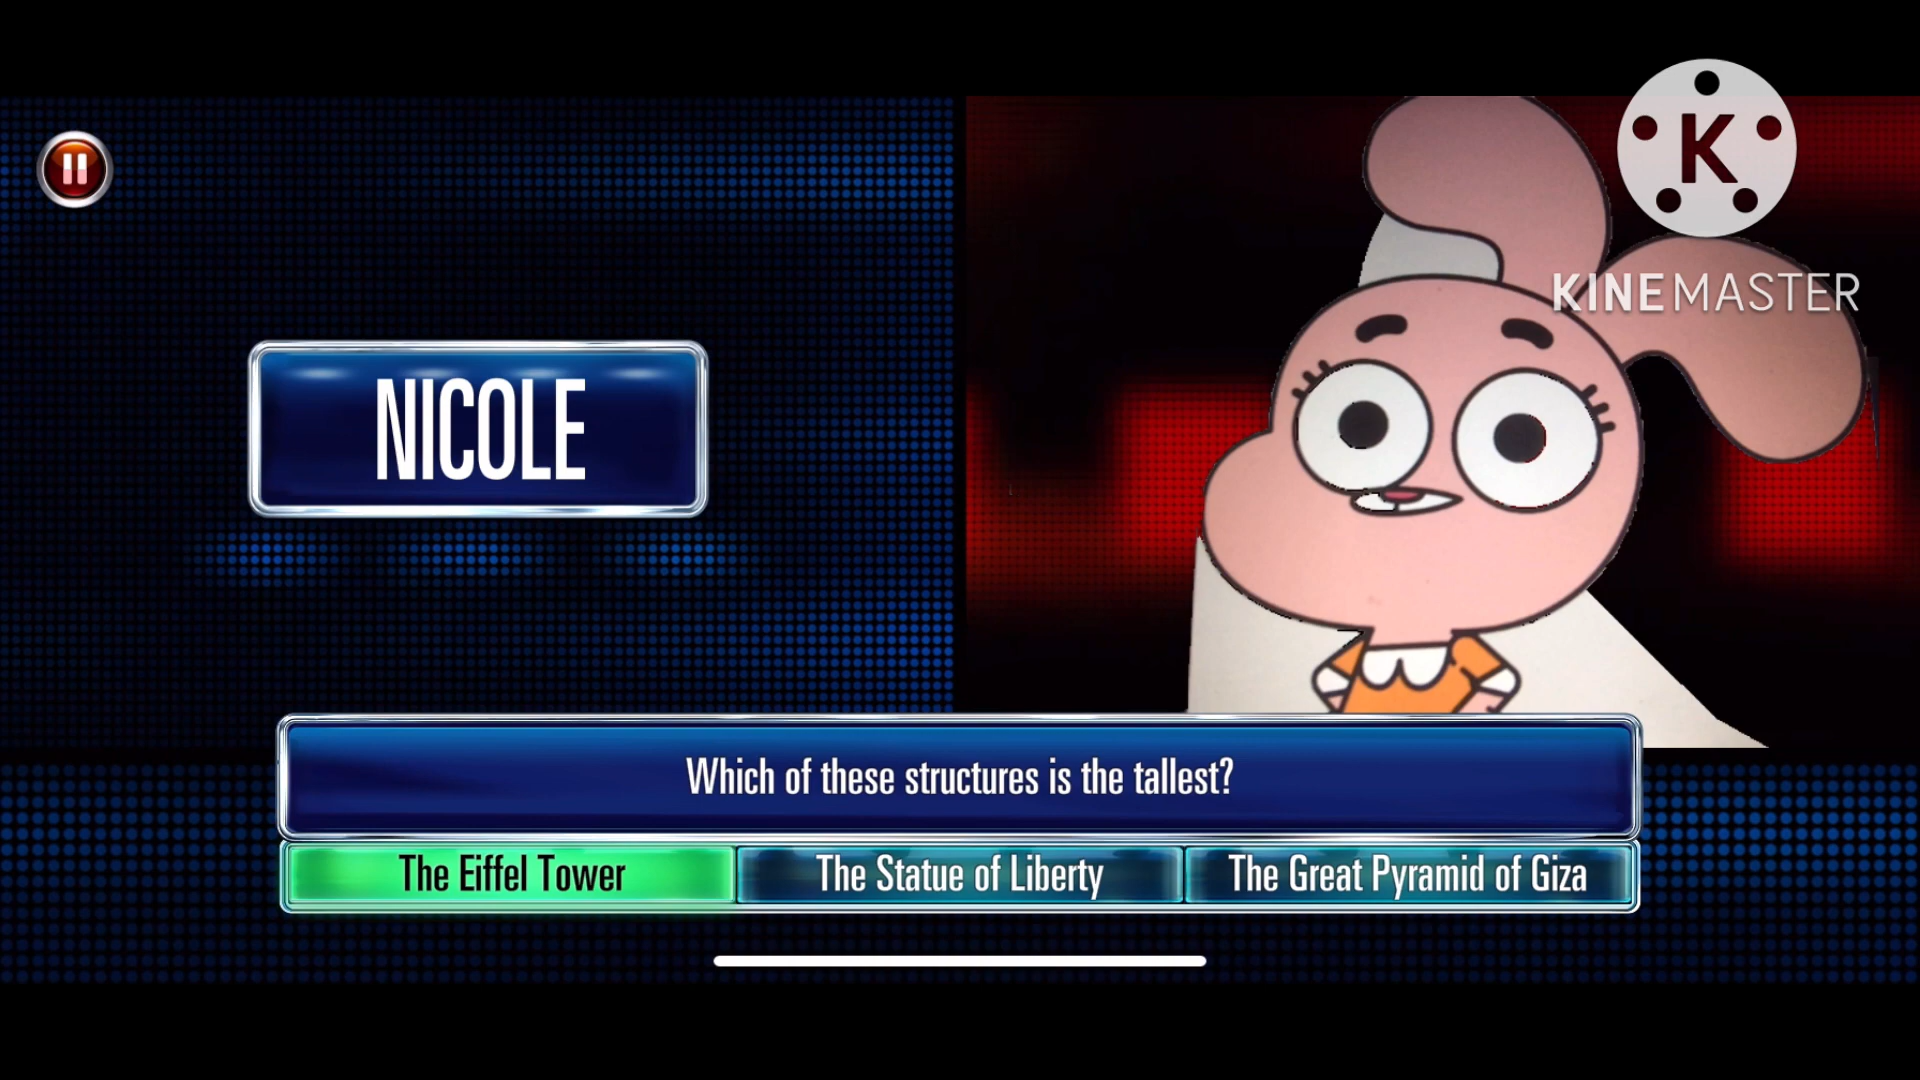 K
KINEMASTER
NICOLE
Which of these structures is the tallest?
The Eiffel Tower
The Statue of Liberty
The Great Pyramid of Giza